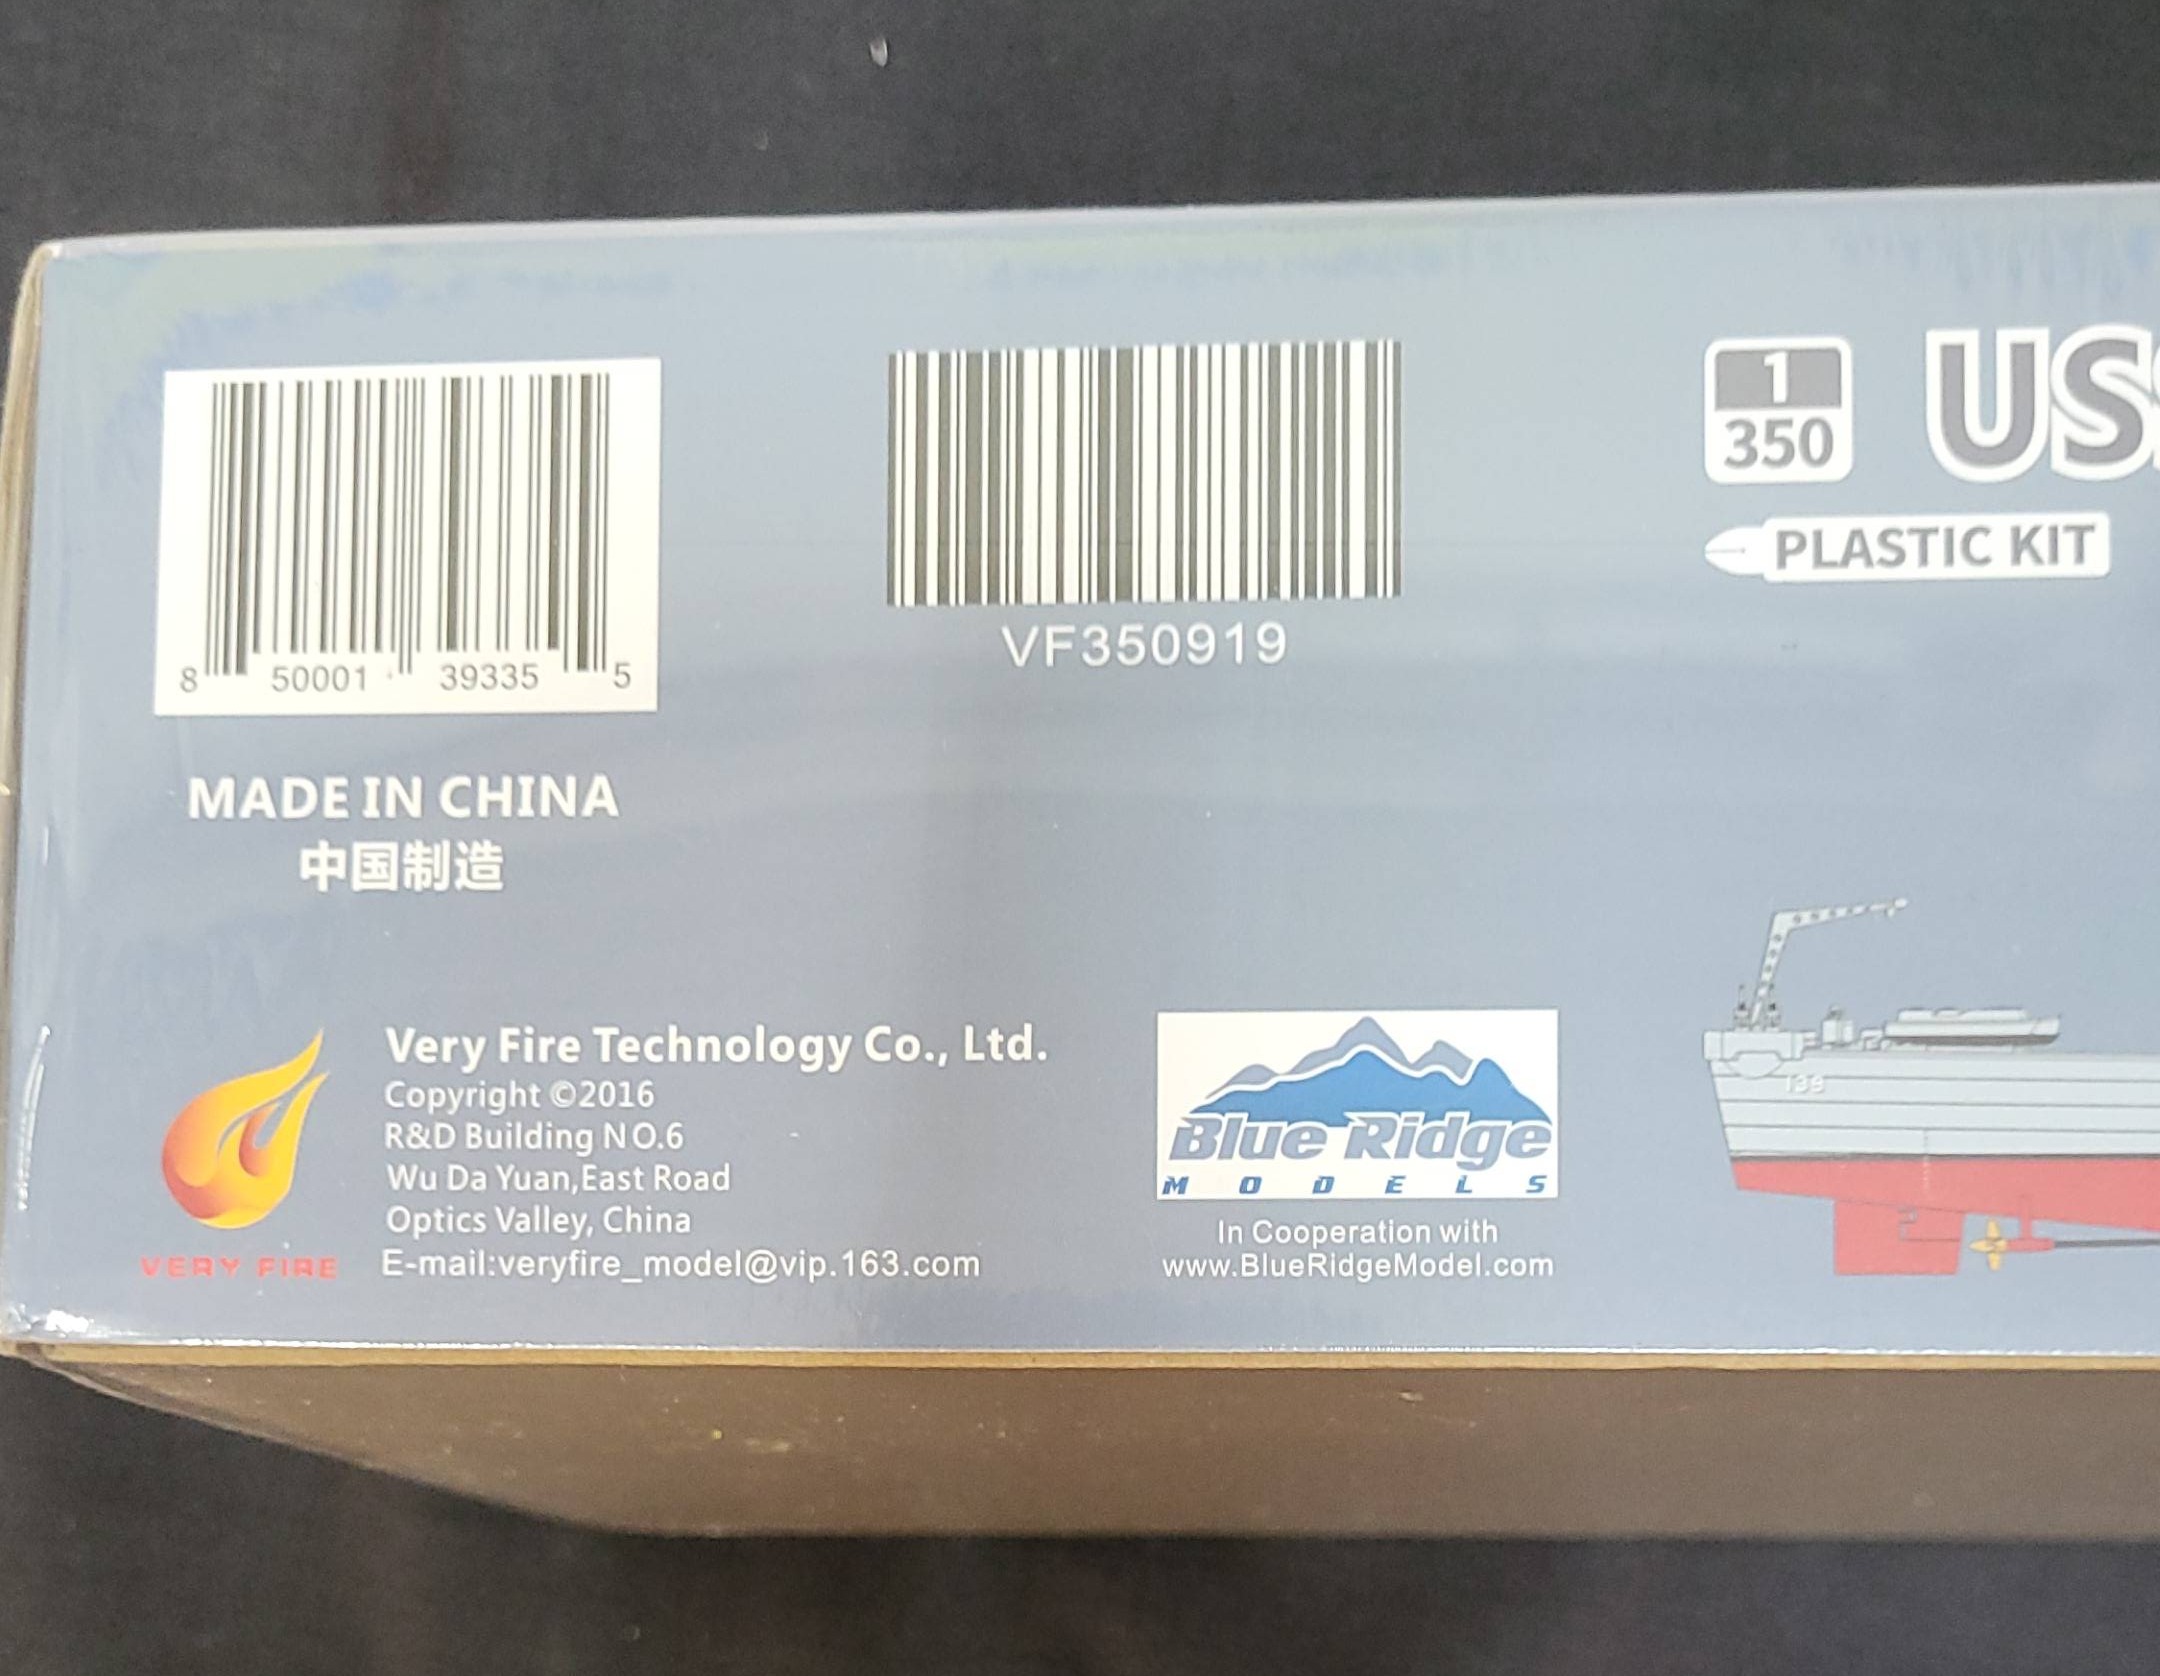 8 50001 39335 5
VF350919
1
350
US
PLASTIC KIT
MADE IN CHINA
中国制造
139
VERY FIRE
Very Fire Technology Co., Ltd.
Copyright ©2016
R&D Building NO.6
Wu Da Yuan,East Road
Optics Valley, China
E-mail:veryfire_model@vip.163.com
Blue Ridge
MODELS
In Cooperation with
www.BlueRidgeModel.com